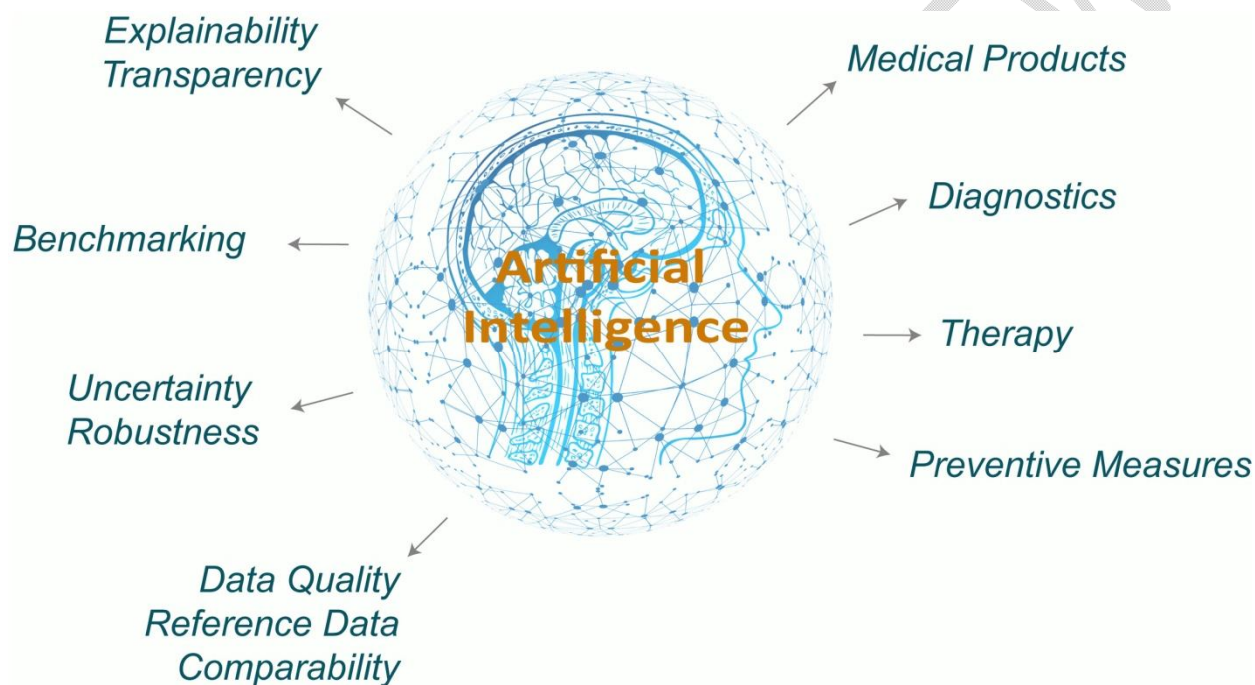 Explainability
Transparency
Medical Products
Diagnostics
Benchmarking
Artificial
Intelligence
Therapy
Uncertainty
Robustness
Preventive Measures
Data Quality
Reference Data
Comparability